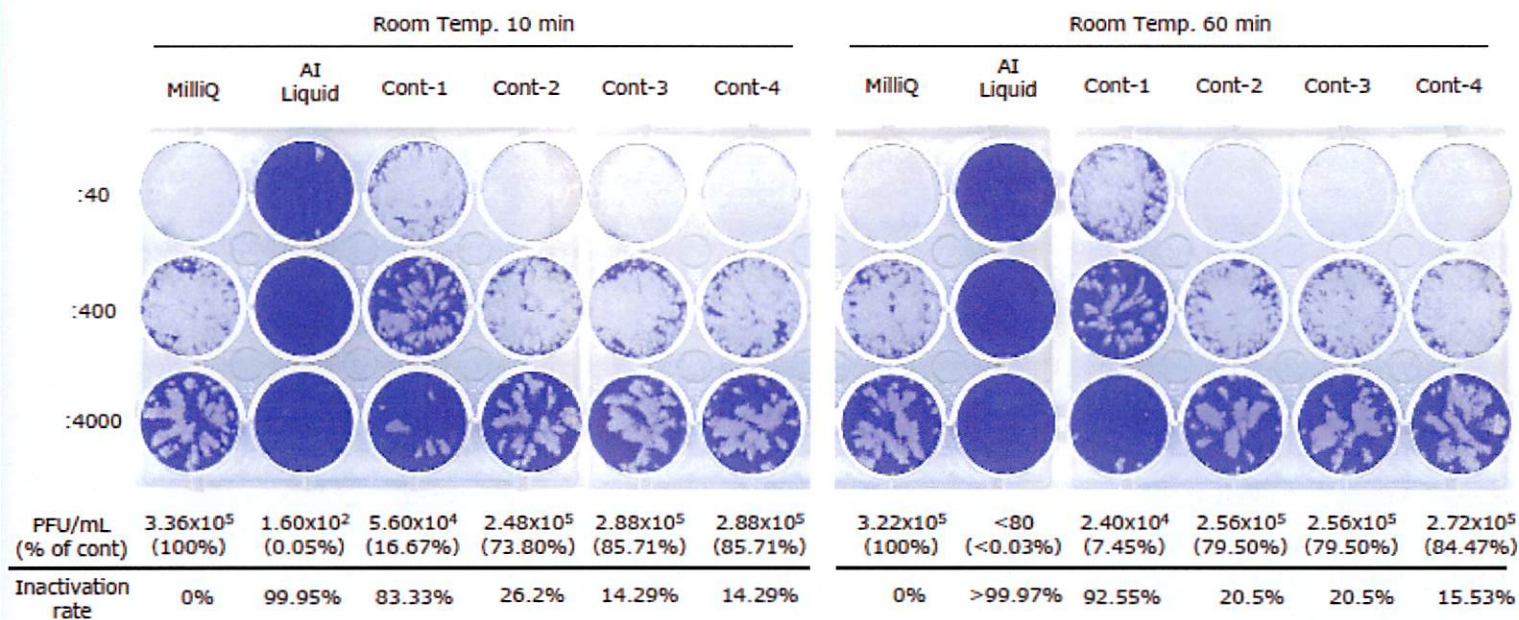 Room Temp. 10 min
Room Temp. 60 min
MilliQ AI Liquid Cont-1 Cont-2 Cont-3 Cont-4
MilliQ AI Liquid Cont-1 Cont-2 Cont-3 Cont-4
:40
:400
:4000
PFU/mL 3.36x10⁵ 1.60x10² 5.60x10⁴ 2.48x10⁵ 2.88x10⁵ 2.88x10⁵ 3.22x10⁵ <80 2.40x10⁴ 2.56x10⁵ 2.56x10⁵ 2.72x10⁵
(% of cont) (100%) (0.05%) (16.67%) (73.80%) (85.71%) (85.71%) (100%) (<0.03%) (7.45%) (79.50%) (79.50%) (84.47%)
Inactivation rate 0% 99.95% 83.33% 26.2% 14.29% 14.29% 0% >99.97% 92.55% 20.5% 20.5% 15.53%